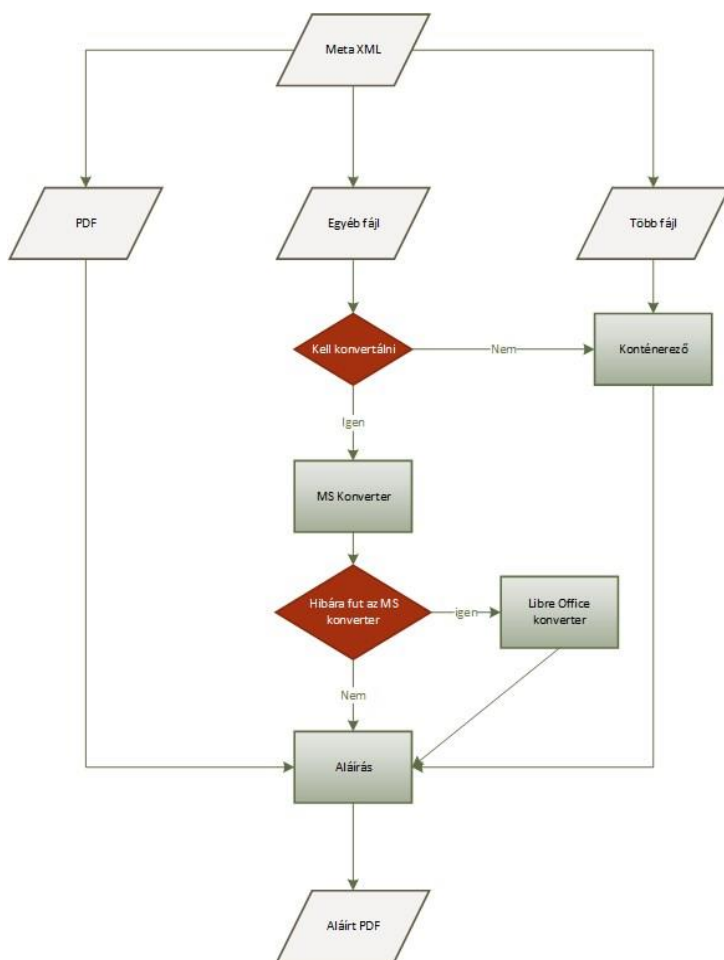 Meta XML
PDF
Egyéb fájl
Több fájl
Kell konvertálni
Nem
Konténerező
Igen
MS Konverter
Hibára fut az MS
konverter
igen
Libre Office
konverter
Nem
Aláírás
Aláírt PDF